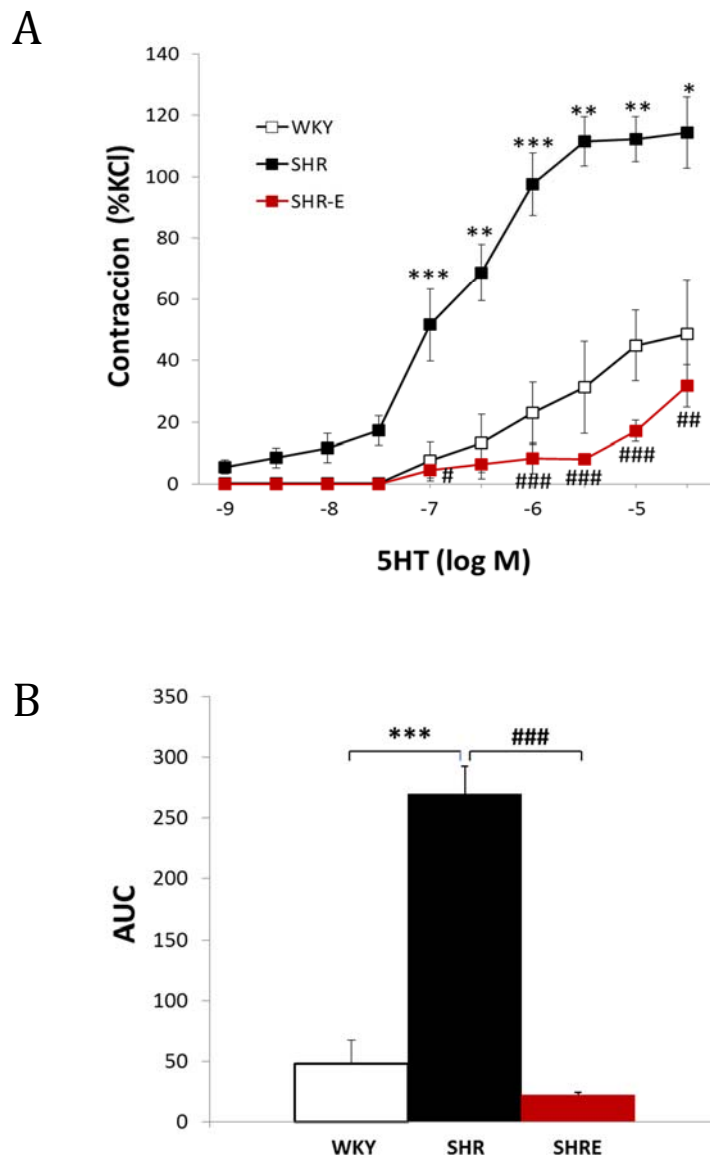 A
140
120
100
80
60
40
20
0
Contraccion (%KCl)
WKY
SHR
SHR-E
***
**
***
**
**
*
#
###
###
###
##
-9 -8 -7 -6 -5
5HT (log M)
B
350
300
250
200
150
100
50
0
AUC
*** ###
WKY SHR SHRE